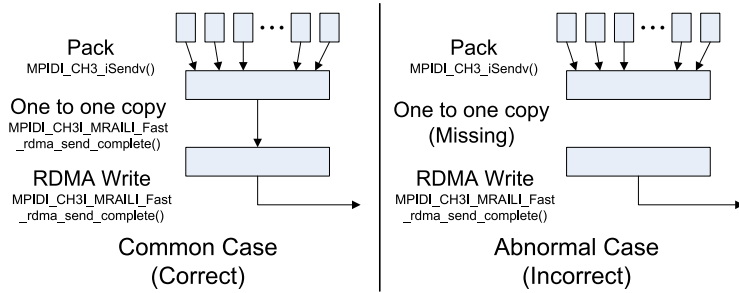 Pack
MPIDI_CH3_iSendv()
One to one copy
MPIDI_CH3I_MRAILI_Fast
_rdma_send_complete()
RDMA Write
MPIDI_CH3I_MRAILI_Fast
_rdma_send_complete()
Common Case
(Correct)
Pack
MPIDI_CH3_iSendv()
One to one copy
(Missing)
RDMA Write
MPIDI_CH3I_MRAILI_Fast
_rdma_send_complete()
Abnormal Case
(Incorrect)